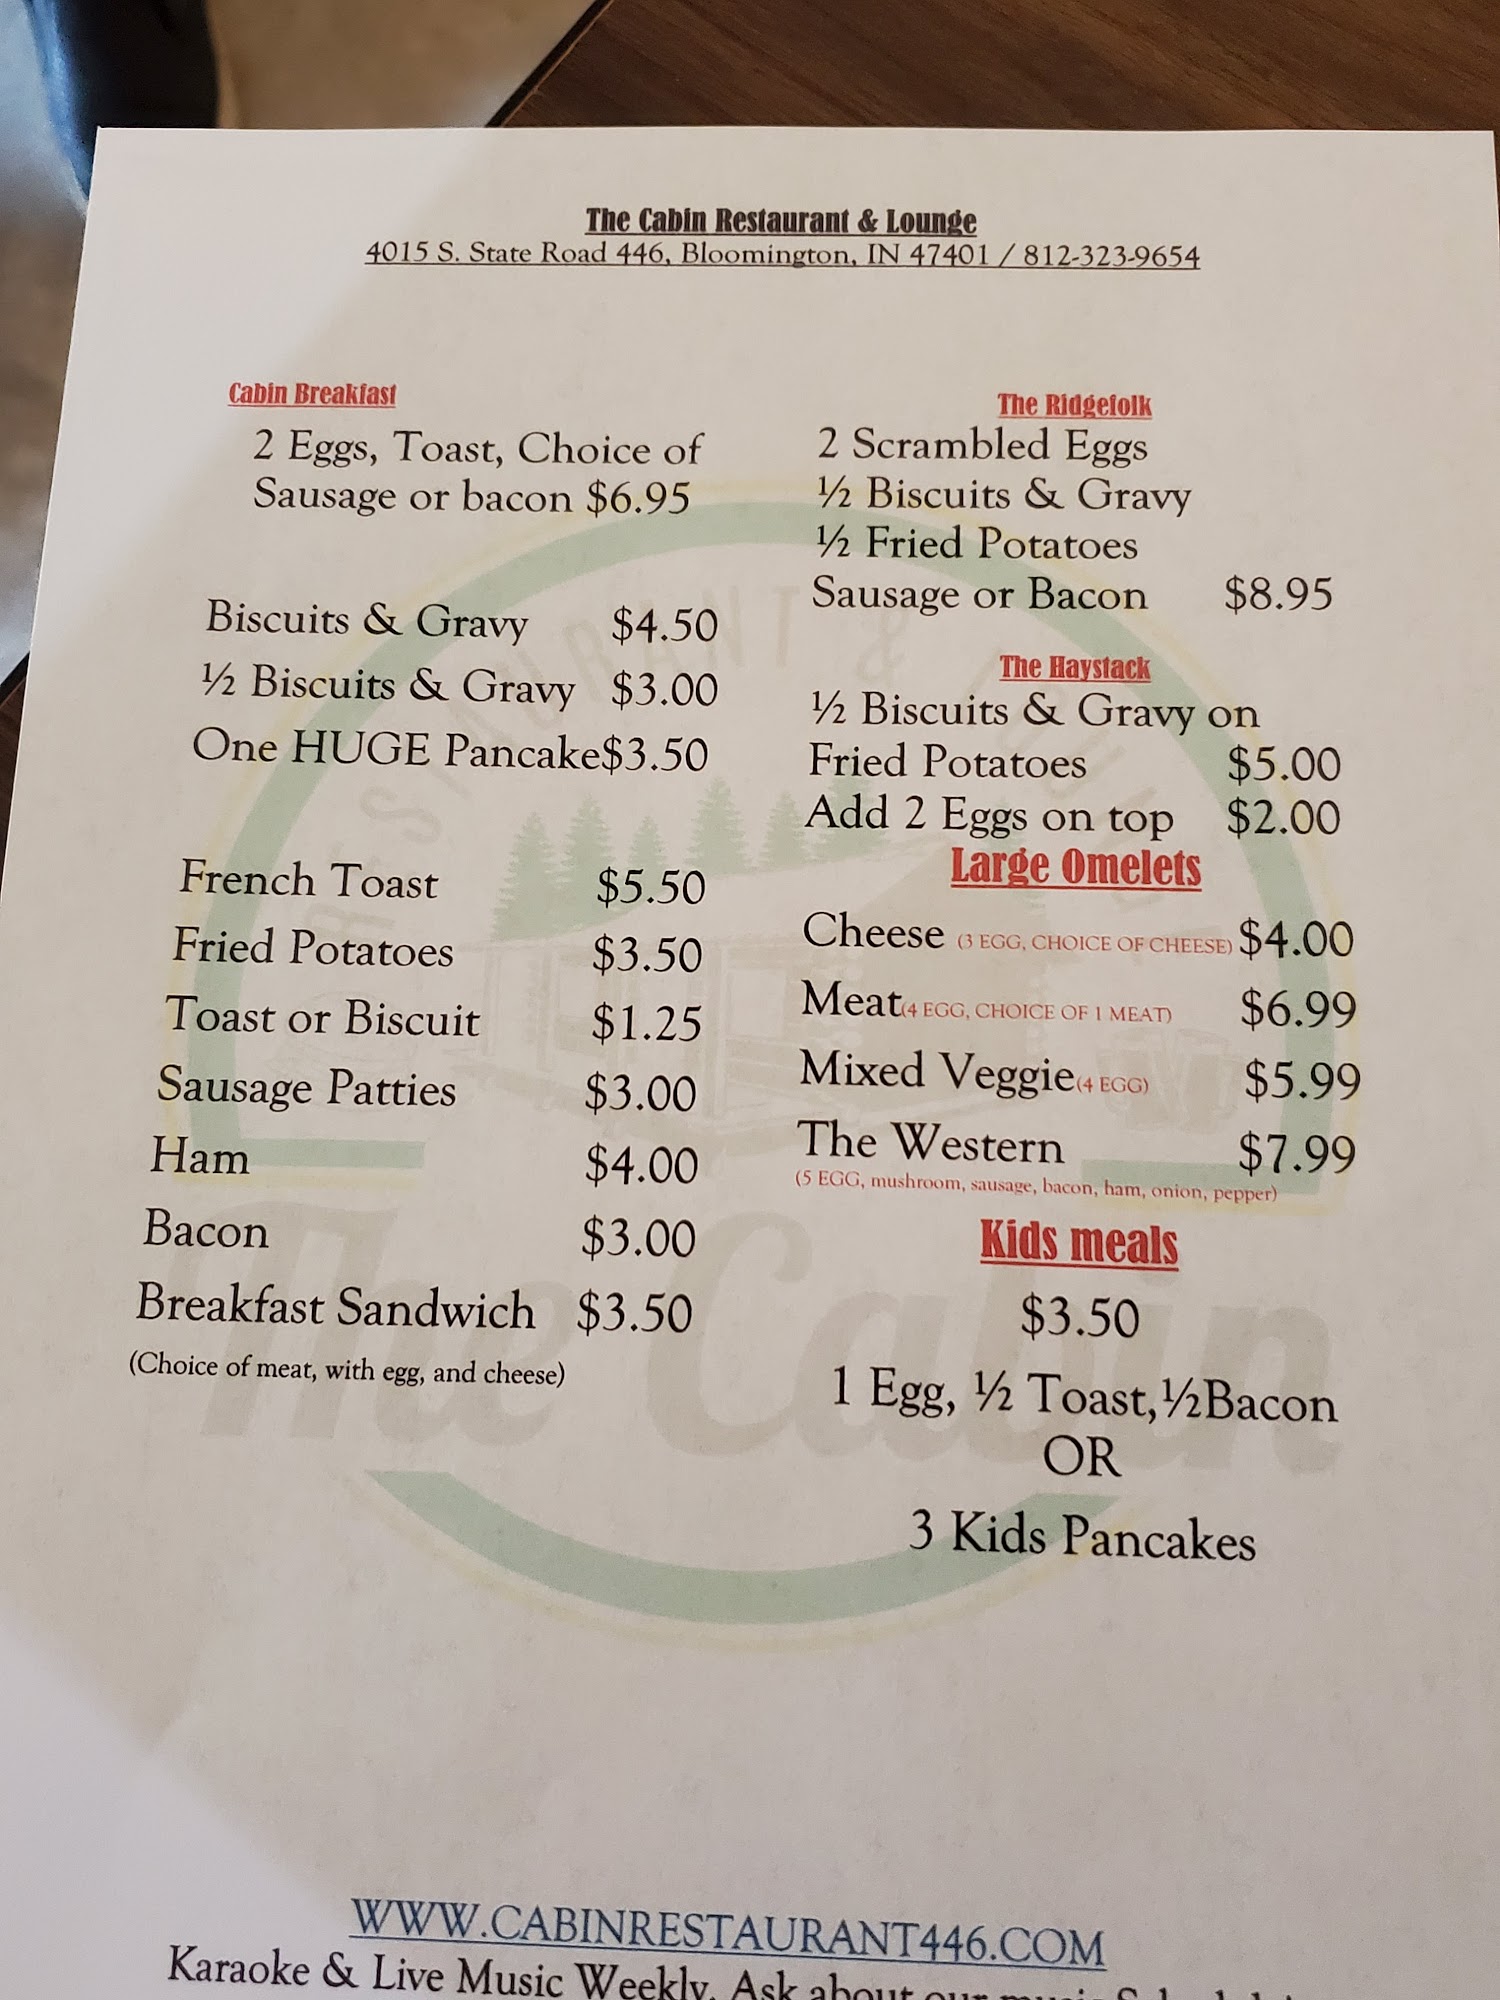 The Cabin Restaurant & Lounge
4015 S. State Road 446, Bloomington, IN 47401 / 812-323-9654
Cabin Breakfast
2 Eggs, Toast, Choice of
Sausage or bacon $6.95
Biscuits & Gravy $4.50
½ Biscuits & Gravy $3.00
One HUGE Pancake$3.50
French Toast $5.50
Fried Potatoes $3.50
Toast or Biscuit $1.25
Sausage Patties $3.00
Ham $4.00
Bacon $3.00
Breakfast Sandwich $3.50
(Choice of meat, with egg, and cheese)
The Ridgefolk
2 Scrambled Eggs
½ Biscuits & Gravy
½ Fried Potatoes
Sausage or Bacon $8.95
The Haystack
½ Biscuits & Gravy on
Fried Potatoes $5.00
Add 2 Eggs on top $2.00
Large Omelets
Cheese (3 EGG, CHOICE OF CHEESE) $4.00
Meat(4 EGG, CHOICE OF 1 MEAT) $6.99
Mixed Veggie(4 EGG) $5.99
The Western $7.99
(5 EGG, mushroom, sausage, bacon, ham, onion, pepper)
Kids meals
$3.50
1 Egg, ½ Toast,½Bacon
OR
3 Kids Pancakes
RESTAURANT & LOUNGE
The Cabin
WWW.CABINRESTAURANT446.COM
Karaoke & Live Music Weekly. Ask about our music